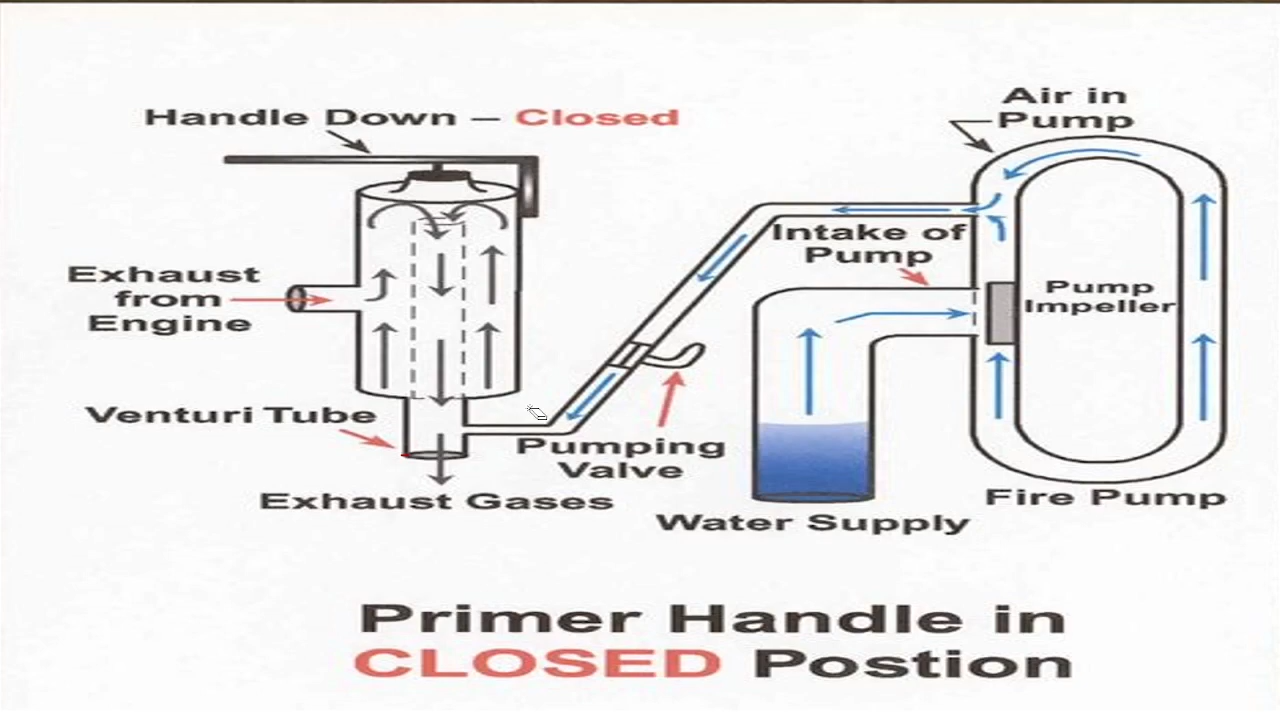 Air in
Pump
Handle Down – Closed
Intake of
Pump
Exhaust
from
Engine
Pump
Impeller
Venturi Tube
Pumping
Valve
Exhaust Gases
Fire Pump
Water Supply
Primer Handle in
CLOSED Postion